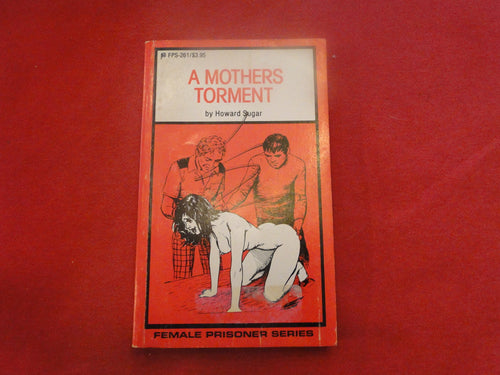 FPS-261/$3.95
A MOTHERS
TORMENT
by Howard Sugar
FEMALE PRISONER SERIES